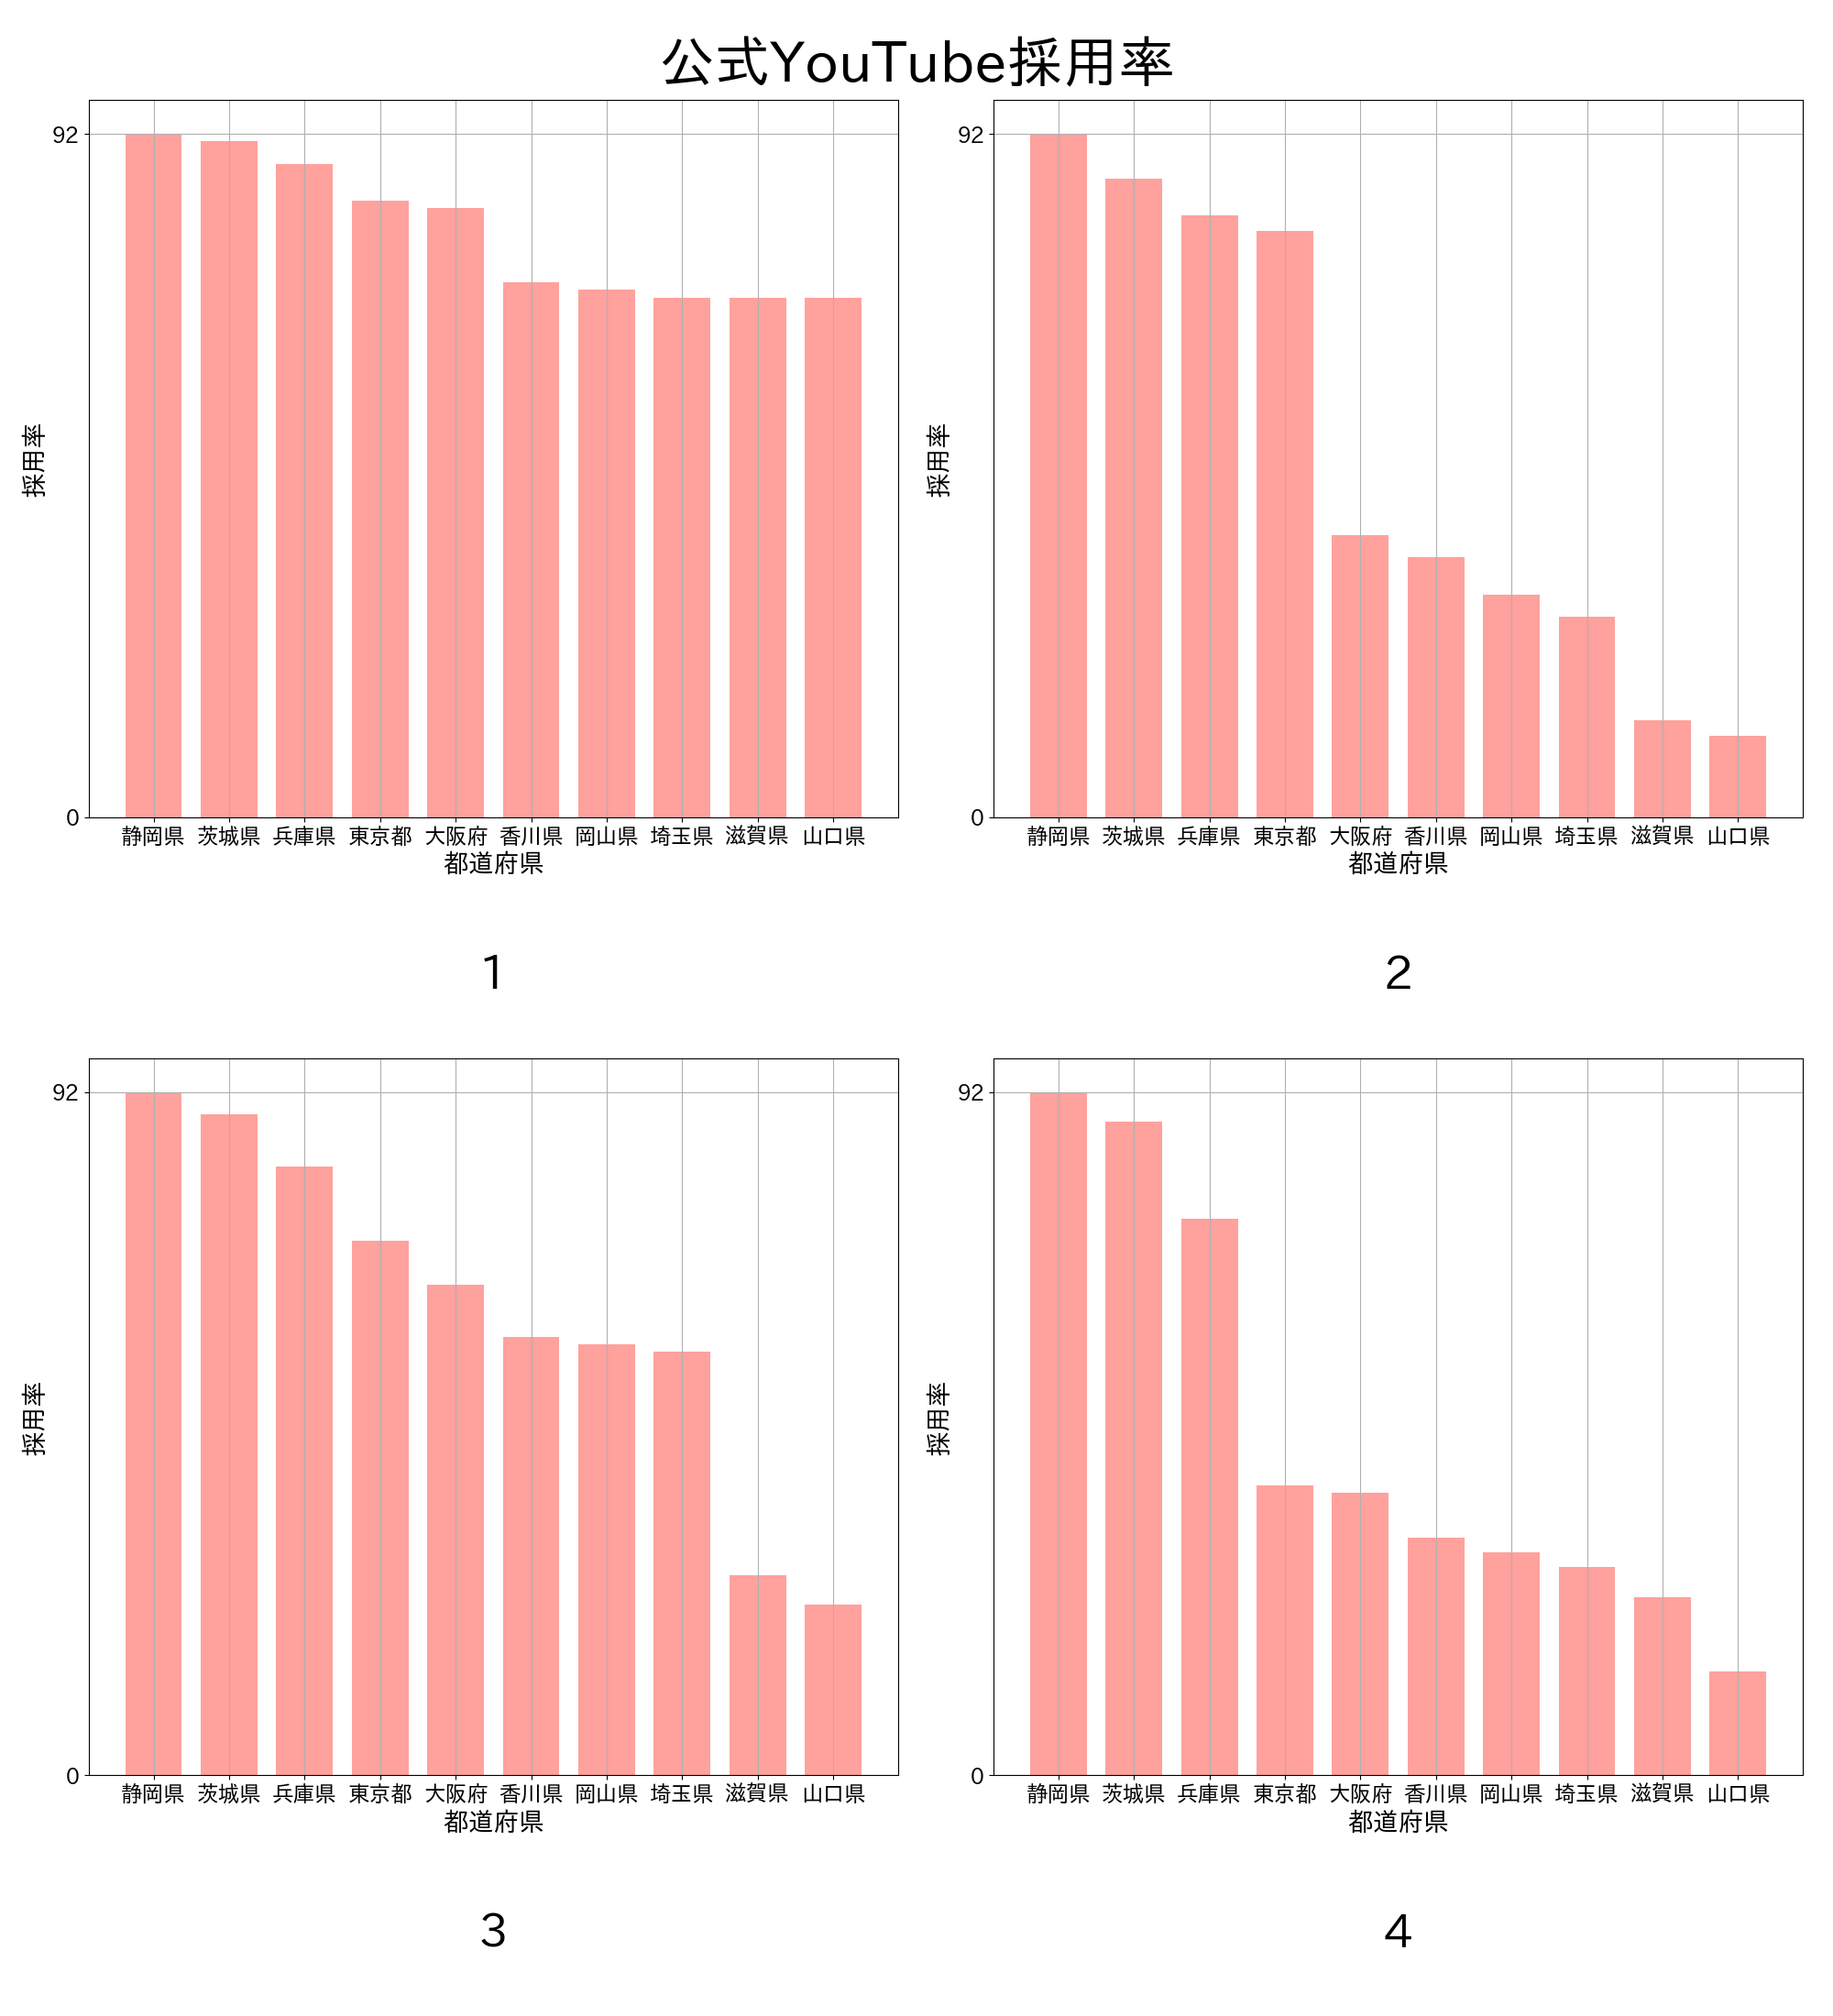 公式YouTube採用率
92
0
採用率
静岡県 茨城県 兵庫県 東京都 大阪府 香川県 岡山県 埼玉県 滋賀県 山口県
都道府県
1
92
0
採用率
静岡県 茨城県 兵庫県 東京都 大阪府 香川県 岡山県 埼玉県 滋賀県 山口県
都道府県
2
92
0
採用率
静岡県 茨城県 兵庫県 東京都 大阪府 香川県 岡山県 埼玉県 滋賀県 山口県
都道府県
3
92
0
採用率
静岡県 茨城県 兵庫県 東京都 大阪府 香川県 岡山県 埼玉県 滋賀県 山口県
都道府県
4